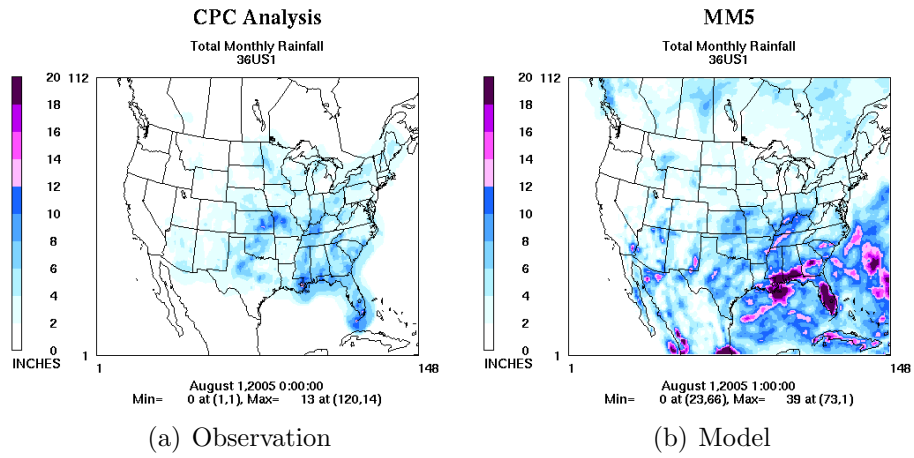 CPC Analysis
Total Monthly Rainfall
36US1
112
20
18
16
14
12
10
8
6
4
2
0
INCHES
1
1
148
August 1,2005 0:00:00
Min= 0 at (1,1), Max= 13 at (120,14)
(a) Observation
MM5
Total Monthly Rainfall
36US1
112
20
18
16
14
12
10
8
6
4
2
0
INCHES
1
1
148
August 1,2005 1:00:00
Min= 0 at (23,66), Max= 39 at (73,1)
(b) Model